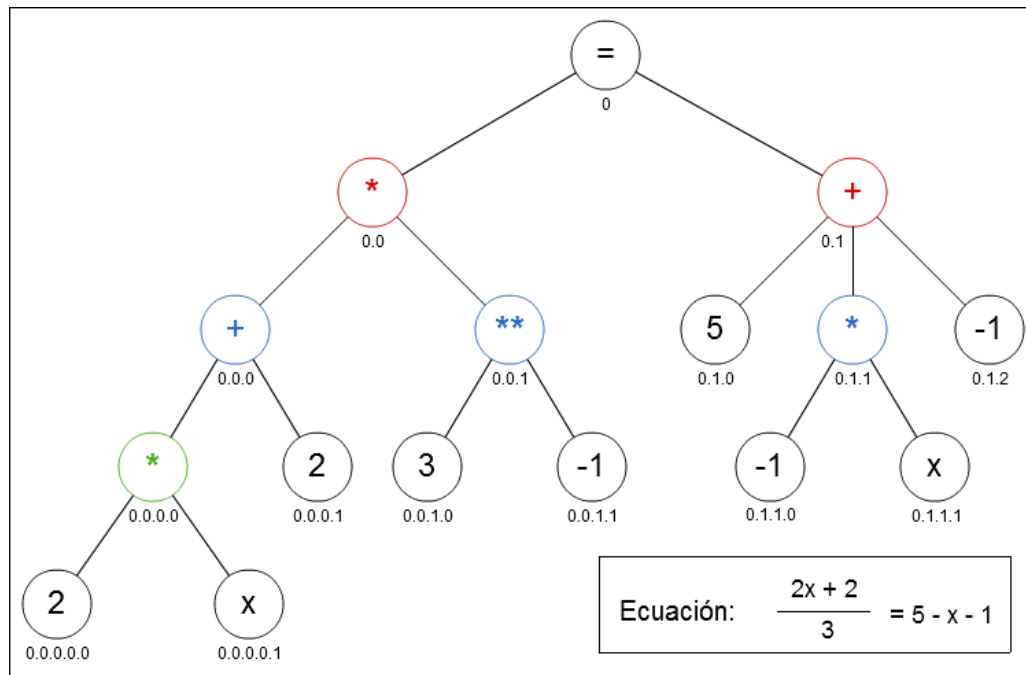 =
0
* +
0.0 0.1
+ ** 5 * -1
0.0.0 0.0.1 0.1.0 0.1.1 0.1.2
* 2 3 -1 -1 x
0.0.0.0 0.0.0.1 0.0.1.0 0.0.1.1 0.1.1.0 0.1.1.1
2 x
0.0.0.0.0 0.0.0.0.1
2x + 2
Ecuación: = 5 - x - 1
3